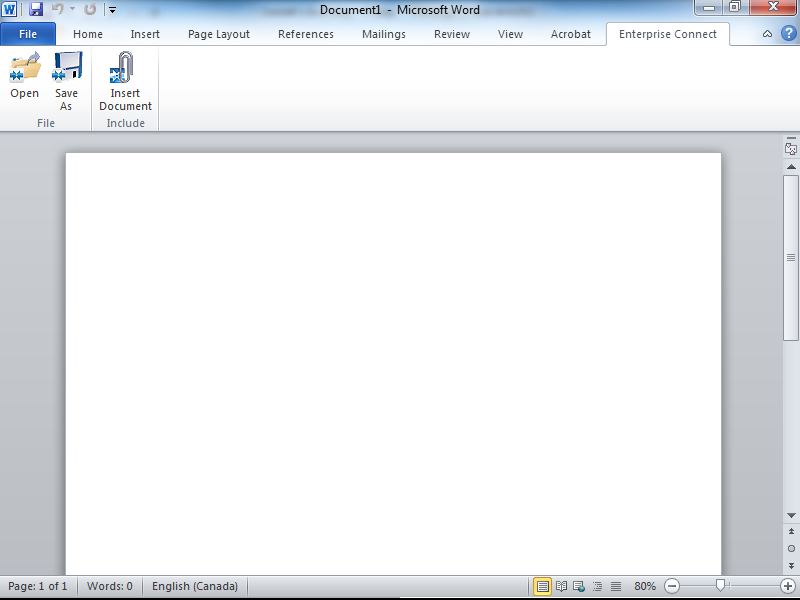 Document1 - Microsoft Word
File Home Insert Page Layout References Mailings Review View Acrobat Enterprise Connect
Open Save As Insert Document
File Include
Page: 1 of 1 Words: 0 English (Canada) 80%